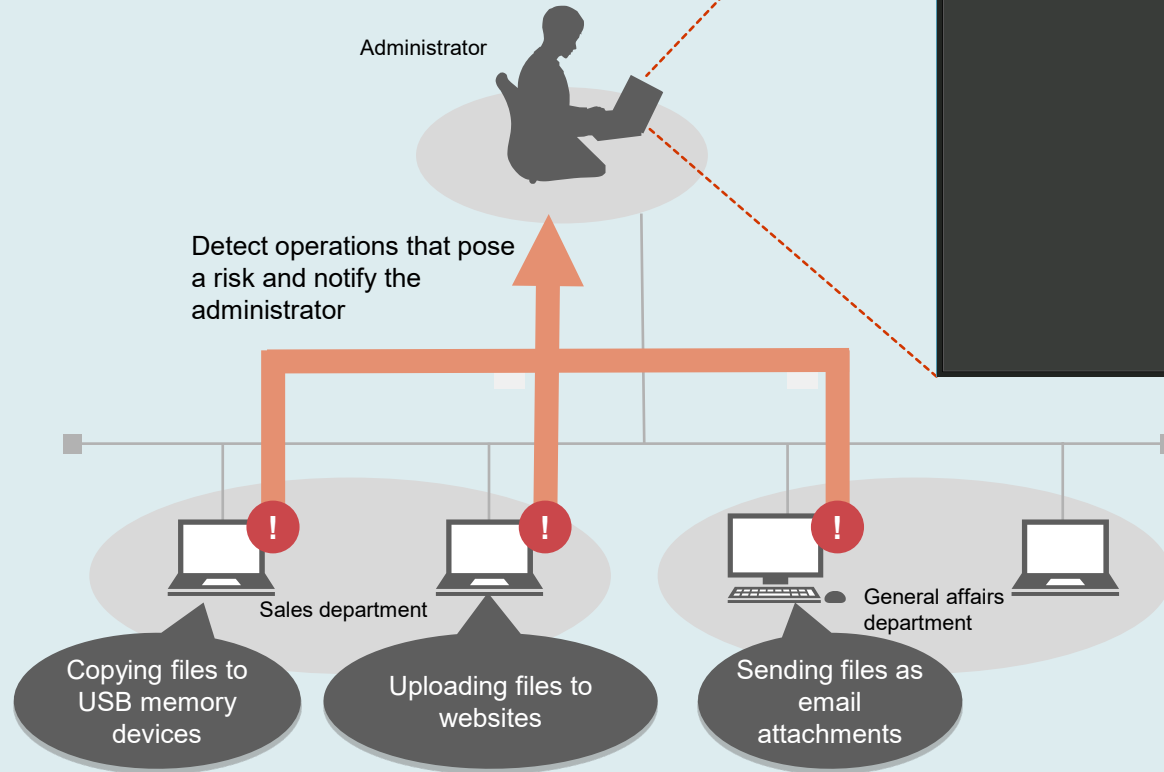 Administrator
Detect operations that pose
a risk and notify the
administrator
!
!
!
Sales department
General affairs
department
Copying files to
USB memory
devices
Uploading files to
websites
Sending files as
email
attachments